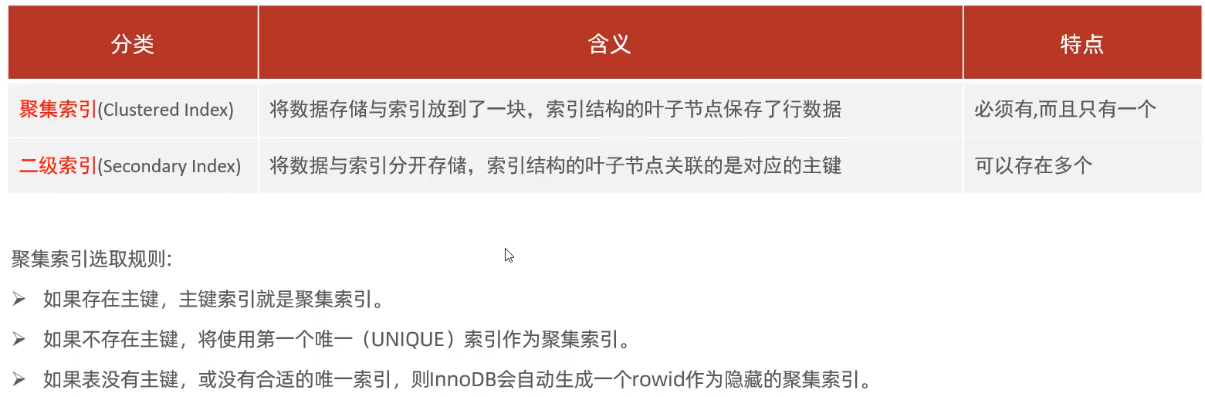 分类 含义 特点
聚集索引(Clustered Index) 将数据存储与索引放到了一块，索引结构的叶子节点保存了行数据 必须有,而且只有一个
二级索引(Secondary Index) 将数据与索引分开存储，索引结构的叶子节点关联的是对应的主键 可以存在多个
聚集索引选取规则:
➢ 如果存在主键，主键索引就是聚集索引。
➢ 如果不存在主键，将使用第一个唯一（UNIQUE）索引作为聚集索引。
➢ 如果表没有主键，或没有合适的唯一索引，则InnoDB会自动生成一个rowid作为隐藏的聚集索引。